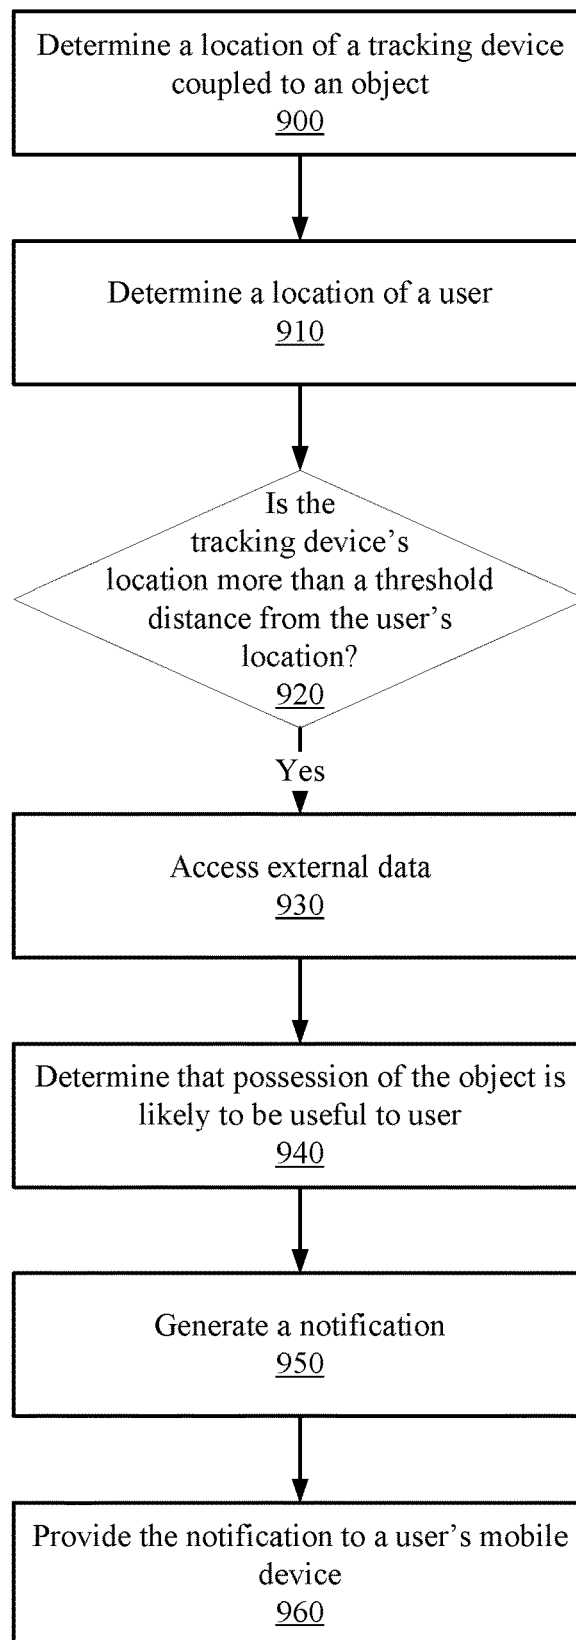 Determine a location of a tracking device
coupled to an object
900
Determine a location of a user
910
Is the
tracking device's
location more than a threshold
distance from the user's
location?
920
Yes
Access external data
930
Determine that possession of the object is
likely to be useful to user
940
Generate a notification
950
Provide the notification to a user's mobile
device
960